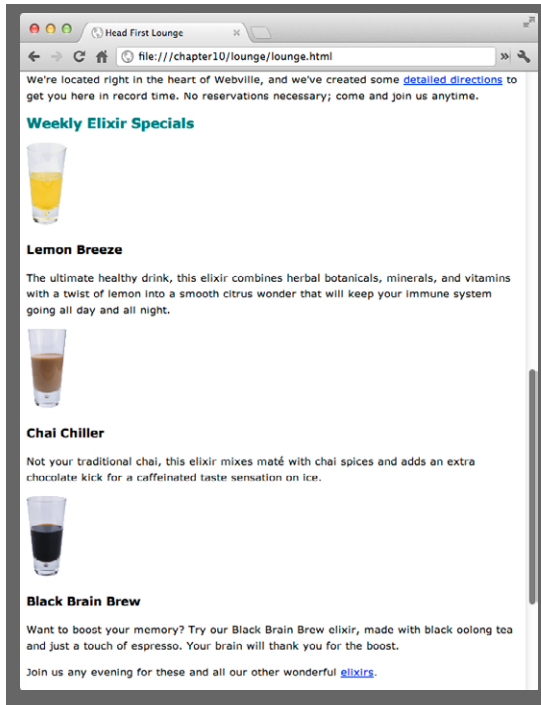 Head First Lounge
file:///chapter10/lounge/lounge.html
We're located right in the heart of Webville, and we've created some detailed directions to
get you here in record time. No reservations necessary; come and join us anytime.
Weekly Elixir Specials
Lemon Breeze
The ultimate healthy drink, this elixir combines herbal botanicals, minerals, and vitamins
with a twist of lemon into a smooth citrus wonder that will keep your immune system
going all day and all night.
Chai Chiller
Not your traditional chai, this elixir mixes maté with chai spices and adds an extra
chocolate kick for a caffeinated taste sensation on ice.
Black Brain Brew
Want to boost your memory? Try our Black Brain Brew elixir, made with black oolong tea
and just a touch of espresso. Your brain will thank you for the boost.
Join us any evening for these and all our other wonderful elixirs.